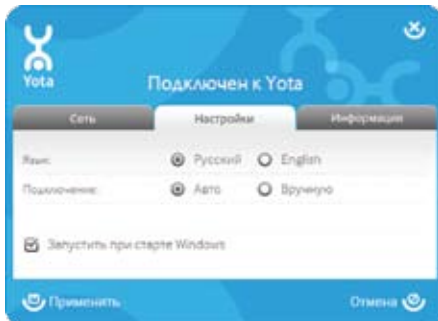 Yota
Подключен к Yota
Сеть Настройки Информация
Язык: Русский English
Подключение: Авто Вручную
Запустить при старте Windows
Применить Отмена